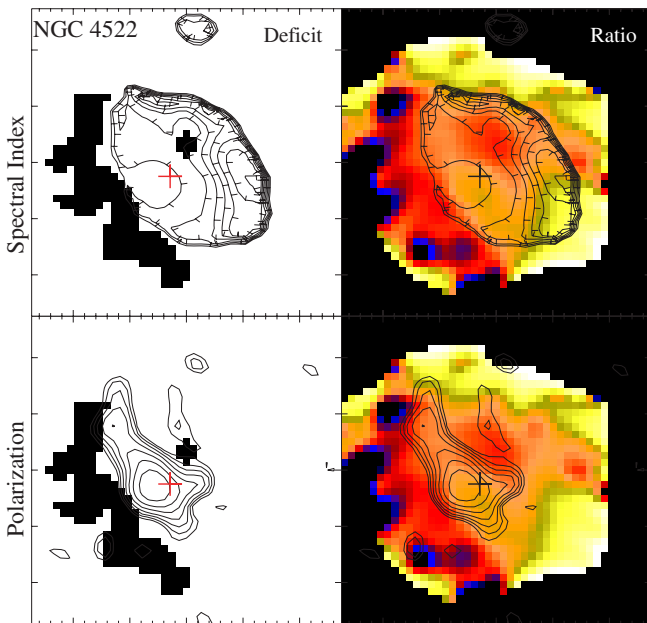 NGC 4522
Deficit
Ratio
Spectral Index
Polarization